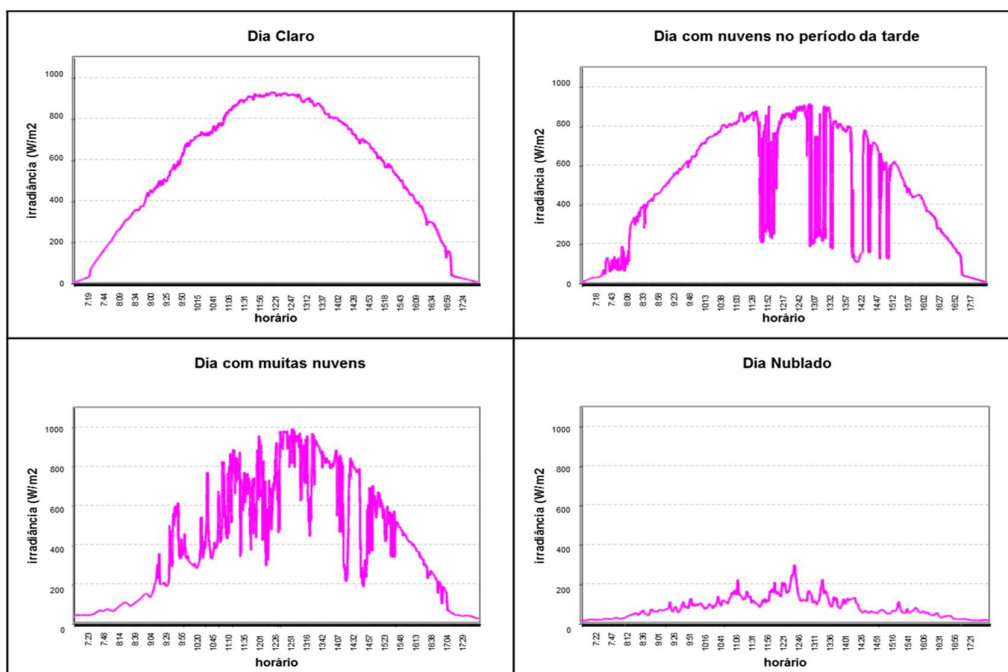 Dia Claro
1000
800
600
400
200
0
irradiância (W/m2
7:19 7:44 8:09 8:34 9:00 9:25 9:50 10:15 10:41 11:06 11:31 11:56 12:21 12:47 13:12 13:37 14:02 14:28 14:53 15:18 15:43 16:09 16:34 16:59 17:24
horário
Dia com nuvens no período da tarde
1000
800
600
400
200
0
irradiância (W/m2
7:18 7:43 8:08 8:33 8:58 9:23 9:48 10:13 10:38 11:03 11:28 11:52 12:17 12:42 13:07 13:32 13:57 14:22 14:47 15:12 15:37 16:02 16:27 16:52 17:17
horário
Dia com muitas nuvens
1000
800
600
400
200
0
irradiância (W/m2
7:23 7:48 8:14 8:39 9:04 9:29 9:55 10:20 10:45 11:10 11:35 12:01 12:26 12:51 13:16 13:42 14:07 14:32 14:57 15:23 15:48 16:13 16:38 17:04 17:29
horário
Dia Nublado
1000
800
600
400
200
0
irradiância (W/m2
7:22 7:47 8:12 8:36 9:01 9:26 9:51 10:16 10:41 11:06 11:31 11:56 12:21 12:46 13:11 13:36 14:01 14:26 14:51 15:16 15:41 16:06 16:31 16:56 17:21
horário